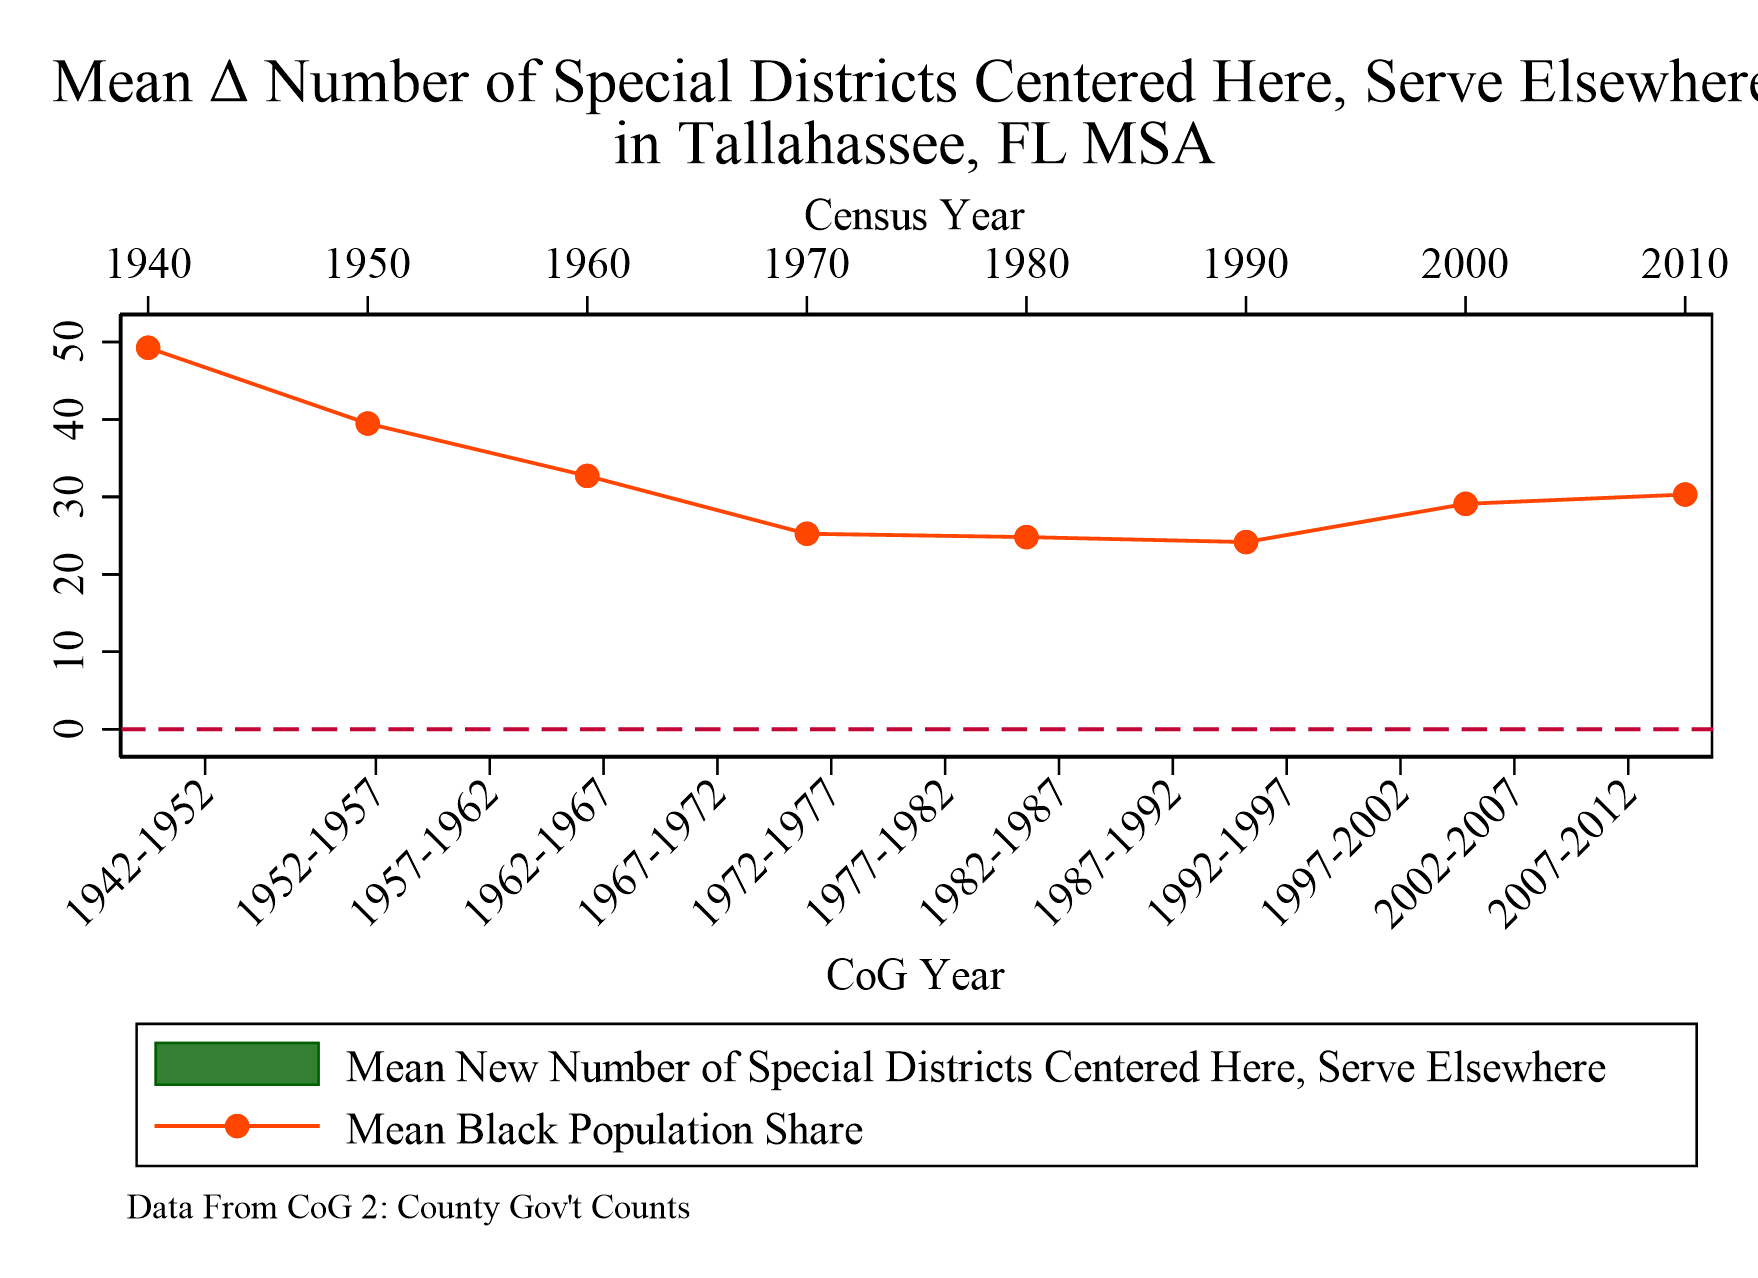 Mean Δ Number of Special Districts Centered Here, Serve Elsewhere
in Tallahassee, FL MSA
Census Year
1940 1950 1960 1970 1980 1990 2000 2010
50
40
30
20
10
0
1942-1952 1952-1957 1957-1962 1962-1967 1967-1972 1972-1977 1977-1982 1982-1987 1987-1992 1992-1997 1997-2002 2002-2007 2007-2012
CoG Year
Mean New Number of Special Districts Centered Here, Serve Elsewhere
Mean Black Population Share
Data From CoG 2: County Gov't Counts